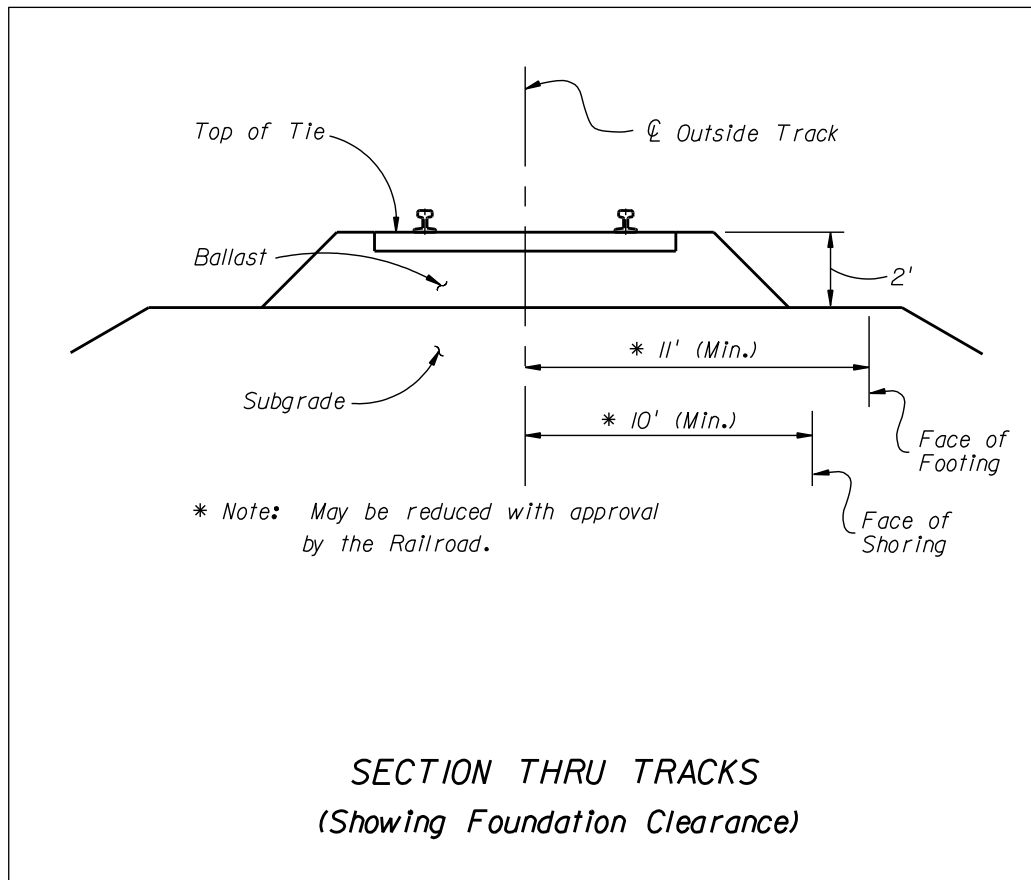 Top of Tie
℄ Outside Track
Ballast
2'
* 11' (Min.)
Subgrade
* 10' (Min.)
Face of
Footing
* Note: May be reduced with approval
by the Railroad.
Face of
Shoring
SECTION THRU TRACKS
(Showing Foundation Clearance)